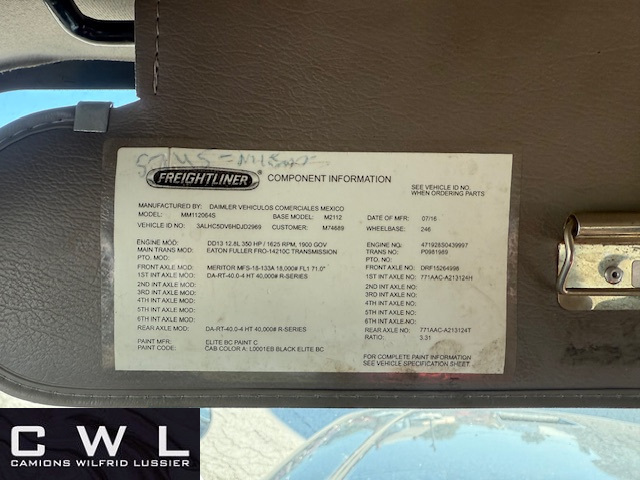 FREIGHTLINER COMPONENT INFORMATION
SEE VEHICLE ID NO.
WHEN ORDERING PARTS
MANUFACTURED BY: DAIMLER VEHICULOS COMERCIALES MEXICO
MODEL: MM112064S BASE MODEL: M2112 DATE OF MFR: 07/16
VEHICLE ID NO: 3ALHC5DV6HDJD2969 CUSTOMER: M74689 WHEELBASE: 246
ENGINE MOD: DD13 12.8L 350 HP / 1625 RPM, 1900 GOV ENGINE NO: 471928S0439997
MAIN TRANS MOD: EATON FULLER FRO-14210C TRANSMISSION TRANS NO: P0981989
PTO. MOD: PTO. NO:
FRONT AXLE MOD: MERITOR MFS-18-133A 18,000# FL1 71.0" FRONT AXLE NO: DRF15264998
1ST INT AXLE MOD: DA-RT-40.0-4 HT 40,000# R-SERIES 1ST INT AXLE NO: 771AAC-A213124H
2ND INT AXLE MOD: 2ND INT AXLE NO:
3RD INT AXLE MOD: 3RD INT AXLE NO:
4TH INT AXLE MOD: 4TH INT AXLE NO:
5TH INT AXLE MOD: 5TH INT AXLE NO:
6TH INT AXLE MOD: 6TH INT AXLE NO:
REAR AXLE MOD: DA-RT-40.0-4 HT 40,000# R-SERIES REAR AXLE NO: 771AAC-A213124T
RATIO: 3.31
PAINT MFR: ELITE BC PAINT C
PAINT CODE: CAB COLOR A: L0001EB BLACK ELITE BC
FOR COMPLETE PAINT INFORMATION
SEE VEHICLE SPECIFICATION SHEET.
CWL
CAMIONS WILFRID LUSSIER